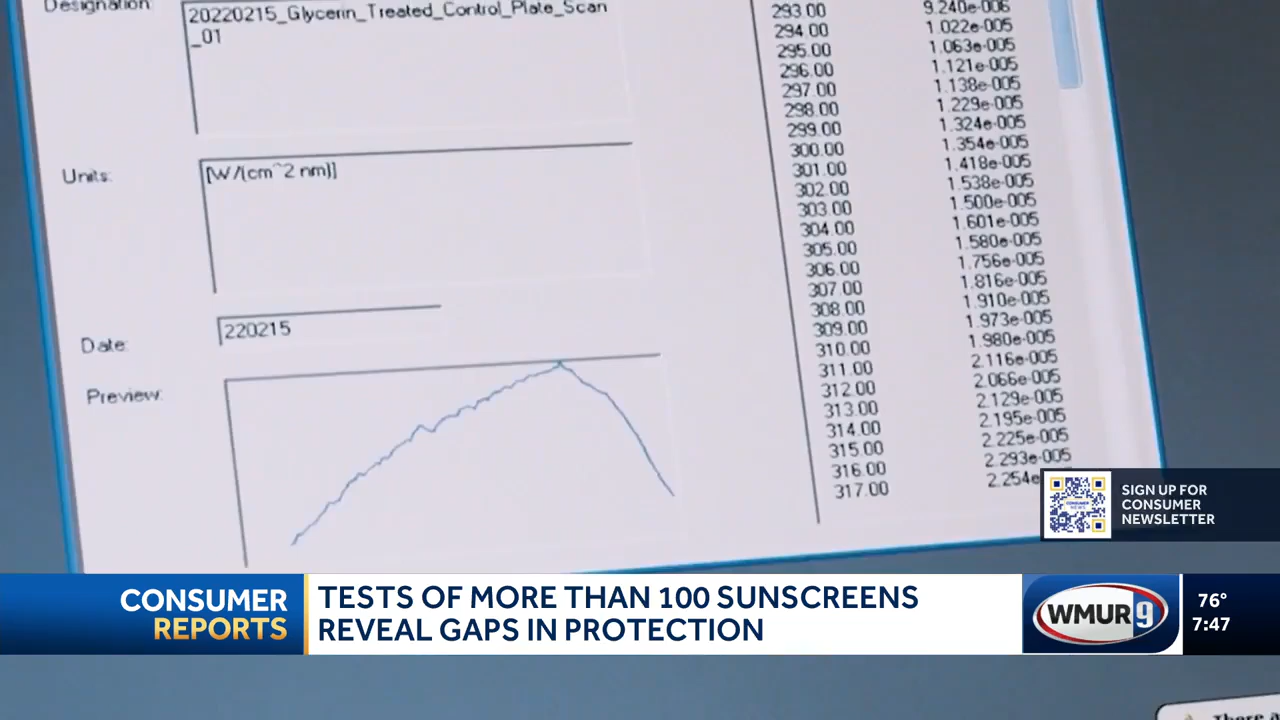 Designation:
20220215_Glycerin_Treated_Control_Plate_Scan
_01
Units:
[W/(cm^2 nm)]
Date:
220215
Preview:
293.00 9.240e-006
294.00 1.022e-005
295.00 1.063e-005
296.00 1.121e-005
297.00 1.138e-005
298.00 1.229e-005
299.00 1.324e-005
300.00 1.354e-005
301.00 1.418e-005
302.00 1.538e-005
303.00 1.500e-005
304.00 1.601e-005
305.00 1.580e-005
306.00 1.756e-005
307.00 1.816e-005
308.00 1.910e-005
309.00 1.973e-005
310.00 1.980e-005
311.00 2.116e-005
312.00 2.066e-005
313.00 2.129e-005
314.00 2.195e-005
315.00 2.225e-005
316.00 2.293e-005
317.00 2.254e
SIGN UP FOR
CONSUMER
NEWSLETTER
CONSUMER
REPORTS
TESTS OF MORE THAN 100 SUNSCREENS
REVEAL GAPS IN PROTECTION
WMUR 9
76°
7:47
There